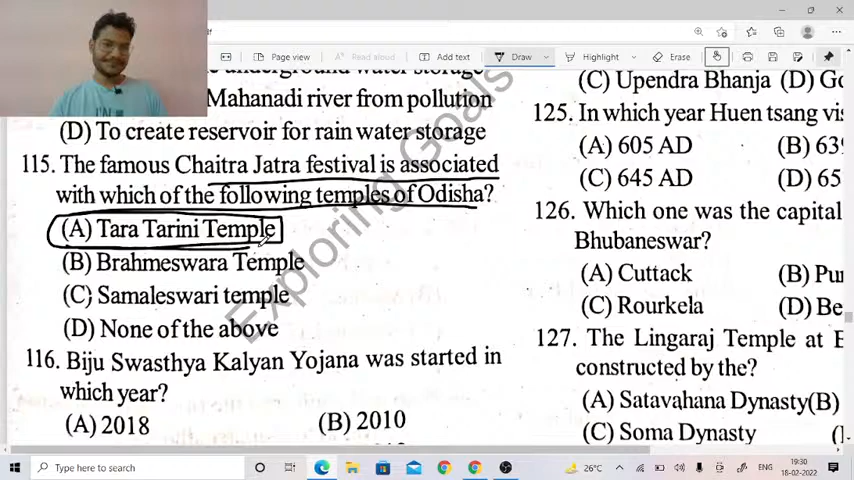 Page view
Read aloud
Add text
Draw
Highlight
Erase
underground water storage
Mahanadi river from pollution
(D) To create reservoir for rain water storage
115. The famous Chaitra Jatra festival is associated
with which of the following temples of Odisha?
(A) Tara Tarini Temple
(B) Brahmeswara Temple
(C) Samaleswari temple
(D) None of the above
116. Biju Swasthya Kalyan Yojana was started in
which year?
(A) 2018 (B) 2010
(C) Upendra Bhanja (D)
125. In which year Huen tsang
(A) 605 AD (B)
(C) 645 AD (D)
126. Which one was the capital
Bhubaneswar?
(A) Cuttack (B)
(C) Rourkela (D)
127. The Lingaraj Temple at
constructed by the?
(A) Satavahana Dynasty (B)
(C) Soma Dynasty
Exploring Goals
Type here to search
26°C
ENG
19:30
18-02-2022